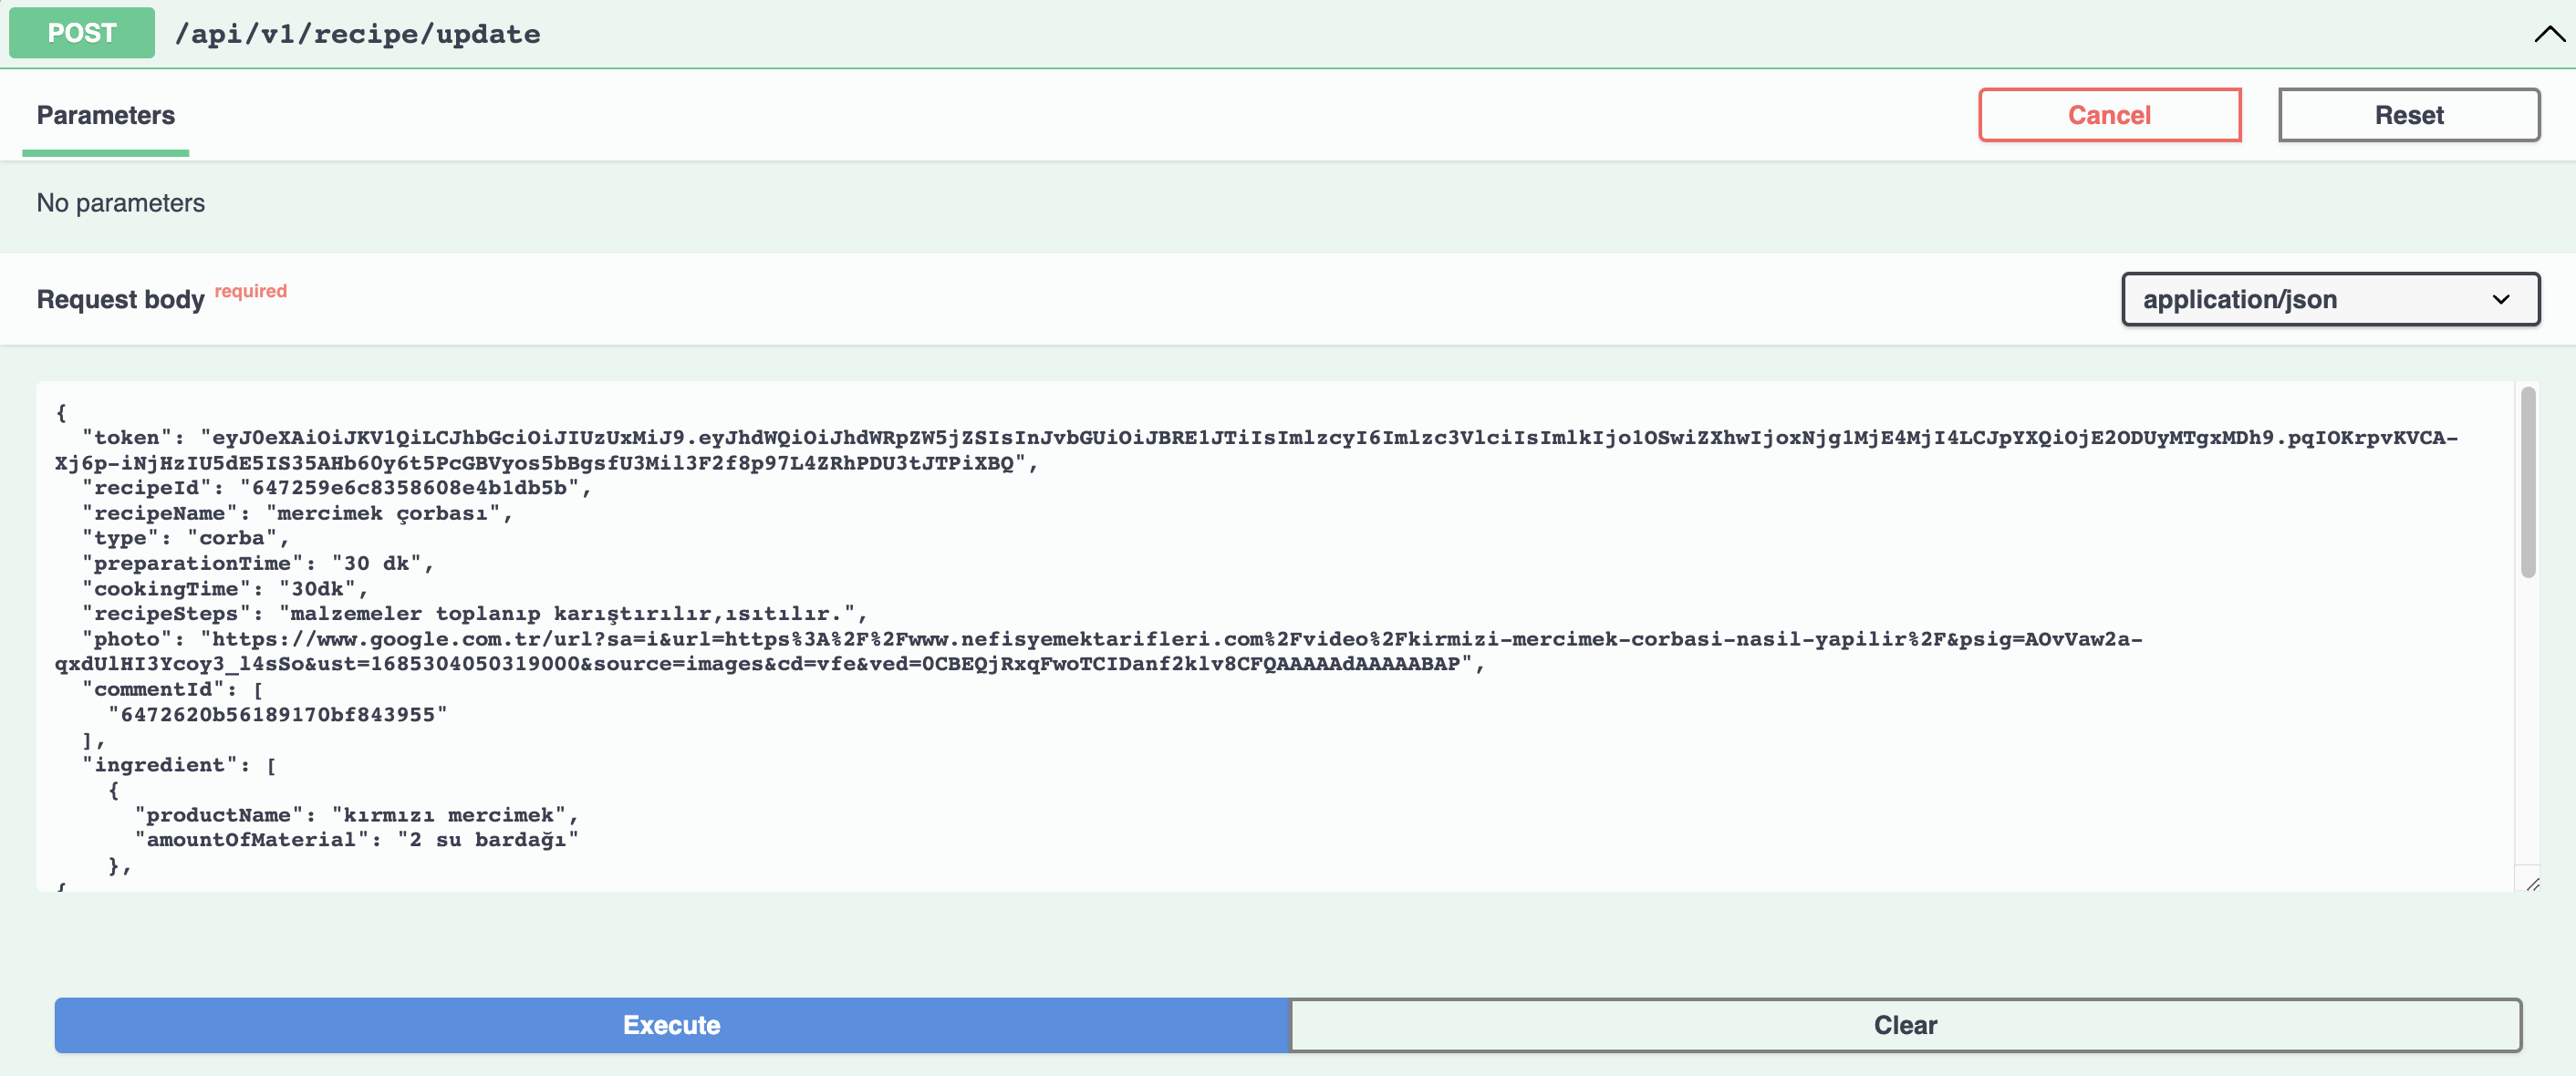 POST /api/v1/recipe/update
Parameters
Cancel
Reset
No parameters
Request body required
application/json
{
"token": "eyJ0eXAiOiJKV1QiLCJhbGciOiJIUzUxMiJ9.eyJhdWQiOiJhdWRpZW5jZSIsInJvbGUiOiJBRE1JTiIsImlzcyI6Imlzc3VlciIsImlkIjo1OSwiZXhwIjoxNjg1MjE4MjI4LCJpYXQiOjE2ODUyMTgxMDh9.pqIOKrpvKVCA-
Xj6p-iNjHzIU5dE5IS35AHb60y6t5PcGBVyos5bBgsfU3Mil3F2f8p97L4ZRhPDU3tJTPiXBQ",
"recipeId": "647259e6c8358608e4b1db5b",
"recipeName": "mercimek çorbası",
"type": "corba",
"preparationTime": "30 dk",
"cookingTime": "30dk",
"recipeSteps": "malzemeler toplanıp karıştırılır,ısıtılır.",
"photo": "https://www.google.com.tr/url?sa=i&url=https%3A%2F%2Fwww.nefisyemektarifleri.com%2Fvideo%2Fkirmizi-mercimek-corbasi-nasil-yapilir%2F&psig=AOvVaw2a-
qxdUlHI3Ycoy3_l4sSo&ust=1685304050319000&source=images&cd=vfe&ved=0CBEQjRxqFwoTCIDanf2klv8CFQAAAAAdAAAAABAP",
"commentId": [
"6472620b56189170bf843955"
],
"ingredient": [
{
"productName": "kırmızı mercimek",
"amountOfMaterial": "2 su bardağı"
},
{
Execute
Clear